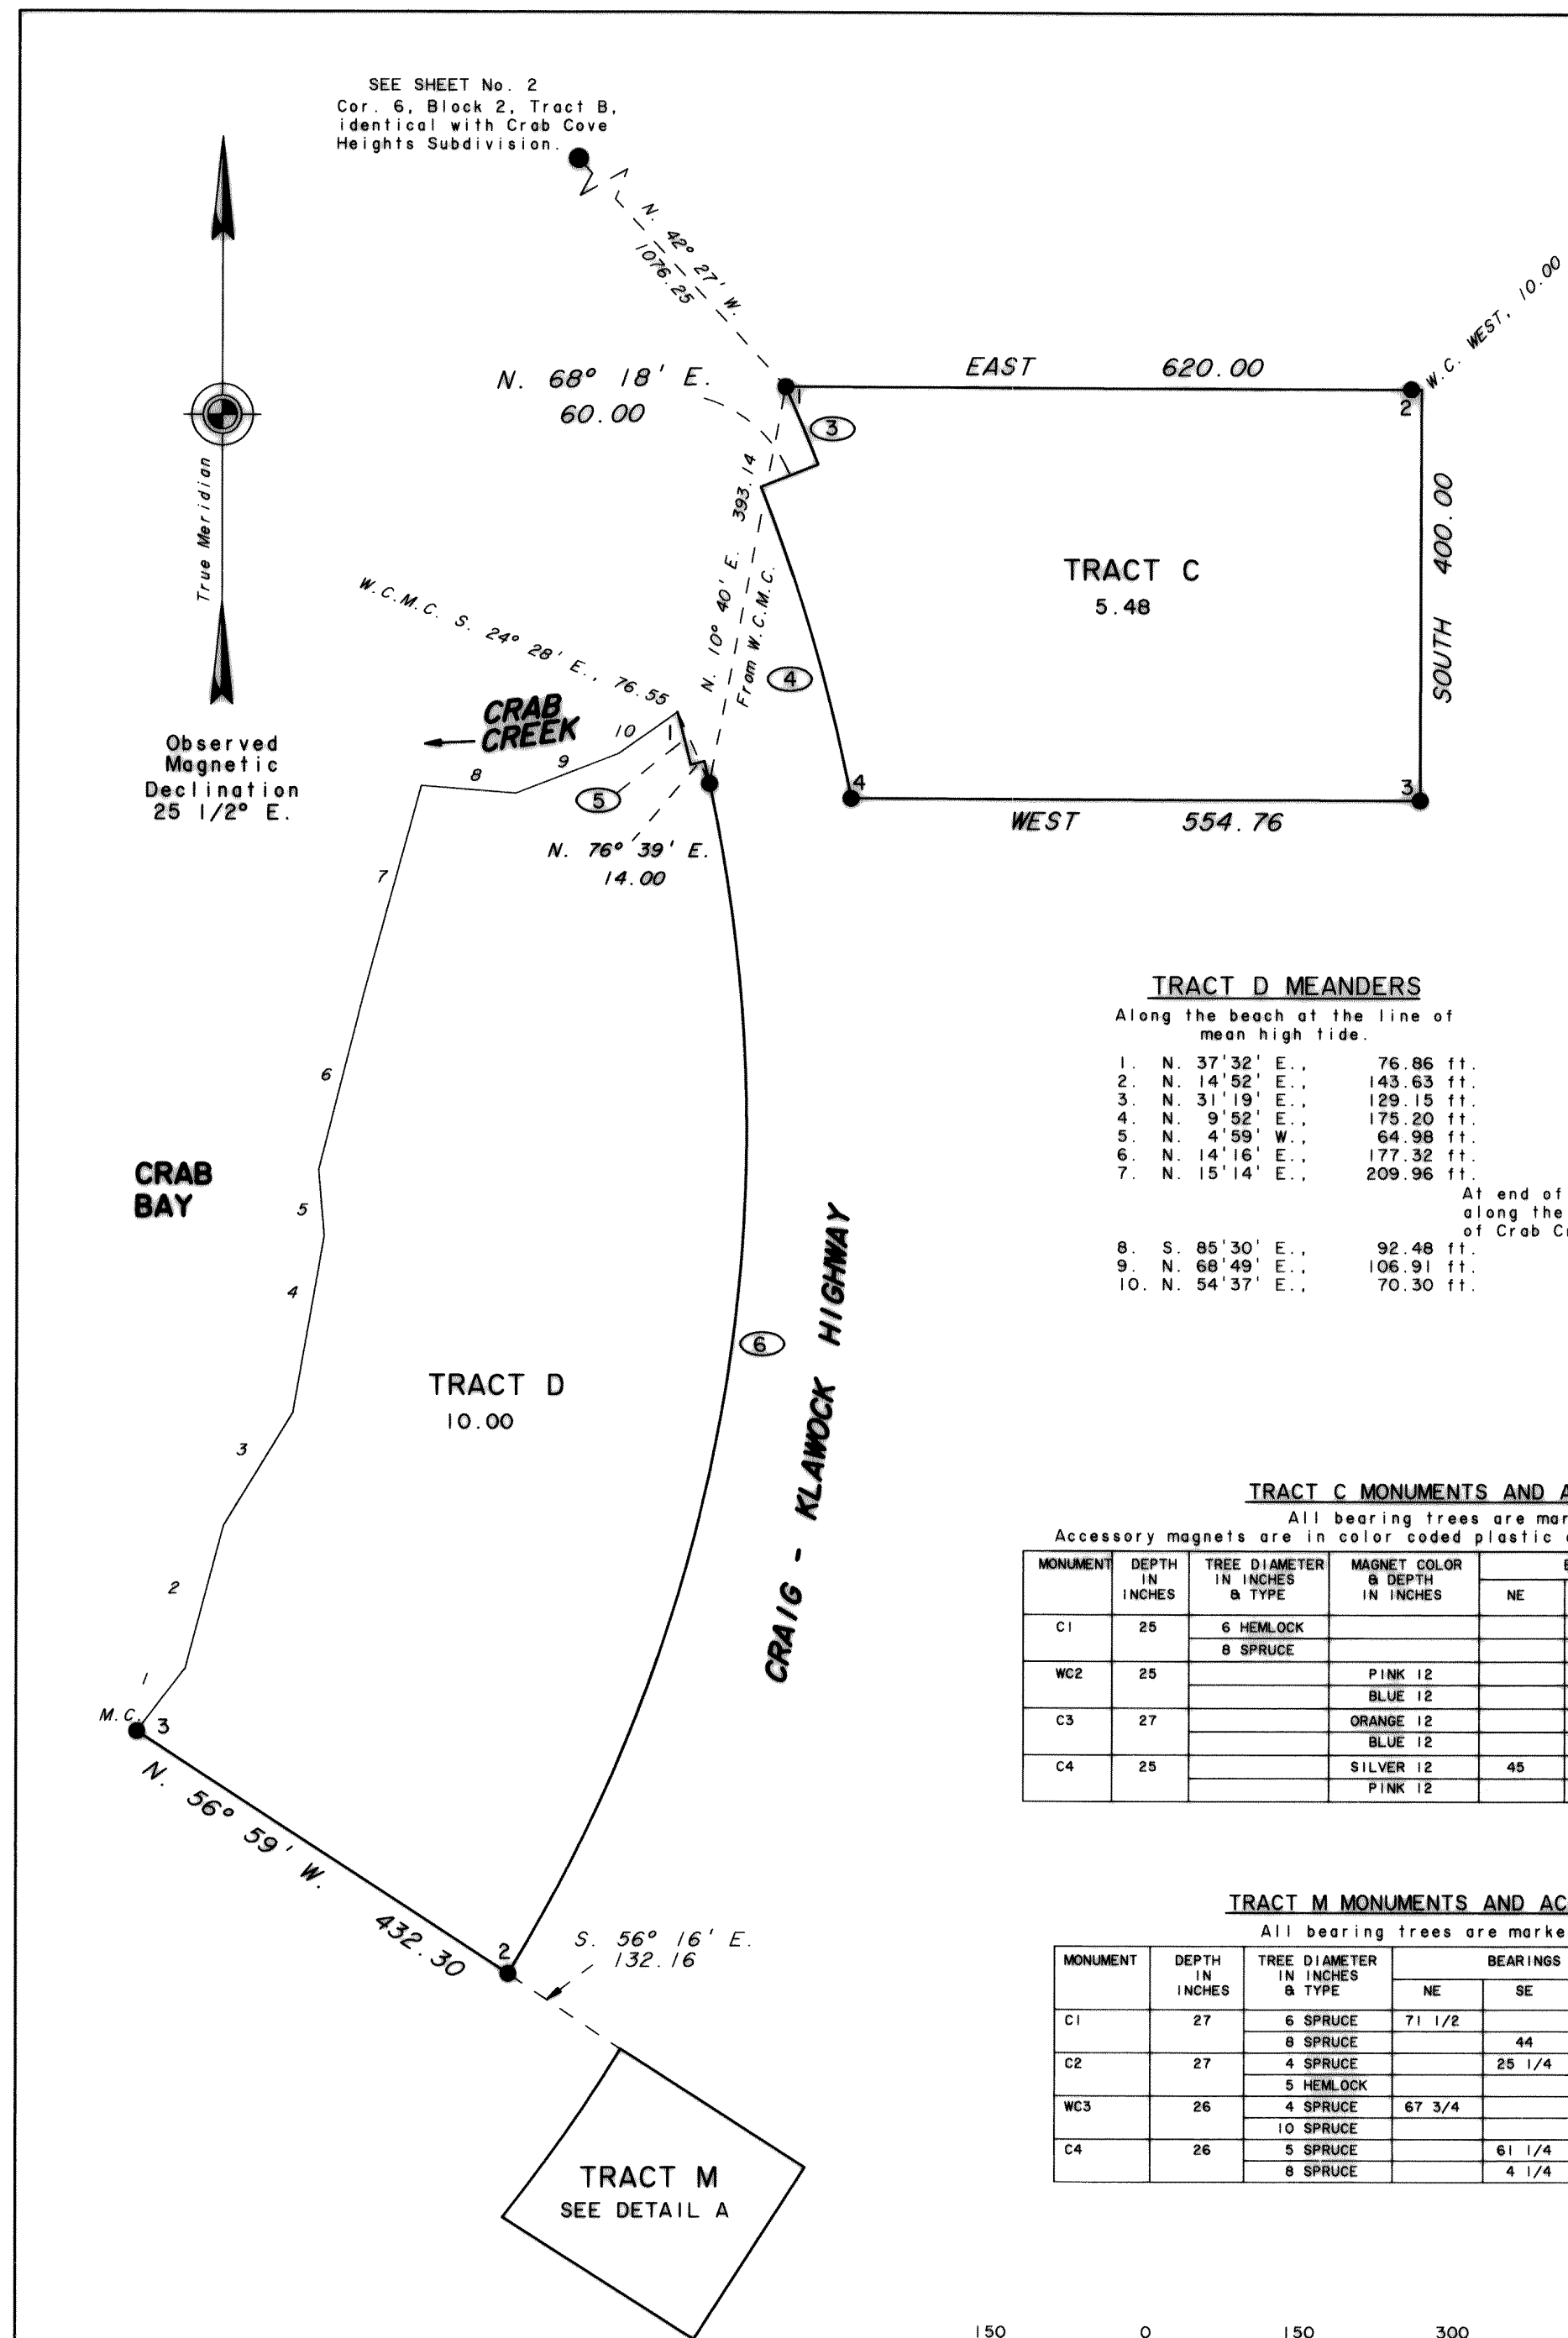 SEE SHEET No. 2
Cor. 6, Block 2, Tract B,
identical with Crab Cove
Heights Subdivision.
N. 42° 27' W.
1076.25
W.C. WEST, 10.00
EAST 620.00
N. 68° 18' E.
60.00
1
2
3
True Meridian
N. 10° 40' E. 393.14
From W.C.M.C.
SOUTH 400.00
TRACT C
5.48
W.C.M.C. S. 24° 28' E., 76.55
4
CRAB
CREEK
10
1
9
8
5
Observed
Magnetic
Declination
25 1/2° E.
4
3
WEST 554.76
N. 76° 39' E.
14.00
7
6
CRAB
BAY
5
4
3
2
1
6
TRACT D
10.00
CRAIG - KLAWOCK HIGHWAY
M.C.
3
N. 56° 59' W.
432.30
2
S. 56° 16' E.
132.16
TRACT M
SEE DETAIL A
TRACT D MEANDERS
Along the beach at the line of
mean high tide.
1. N. 37'32' E., 76.86 ft.
2. N. 14'52' E., 143.63 ft.
3. N. 31'19' E., 129.15 ft.
4. N. 9'52' E., 175.20 ft.
5. N. 4'59' W., 64.98 ft.
6. N. 14'16' E., 177.32 ft.
7. N. 15'14' E., 209.96 ft.
At end of
along the
of Crab
8. S. 85'30' E., 92.48 ft.
9. N. 68'49' E., 106.91 ft.
10. N. 54'37' E., 70.30 ft.
TRACT C MONUMENTS AND
All bearing trees are
Accessory magnets are in color coded plastic
MONUMENT DEPTH IN INCHES TREE DIAMETER IN INCHES & TYPE MAGNET COLOR & DEPTH IN INCHES NE
C1 25 6 HEMLOCK
8 SPRUCE
WC2 25 PINK 12
BLUE 12
C3 27 ORANGE 12
BLUE 12
C4 25 SILVER 12 45
PINK 12
TRACT M MONUMENTS AND
All bearing trees are
MONUMENT DEPTH IN INCHES TREE DIAMETER IN INCHES & TYPE BEARINGS NE SE
C1 27 6 SPRUCE 71 1/2
8 SPRUCE 44
C2 27 4 SPRUCE 25 1/4
5 HEMLOCK
WC3 26 4 SPRUCE 67 3/4
10 SPRUCE
C4 26 5 SPRUCE 61 1/4
8 SPRUCE 4 1/4
150 0 150 300